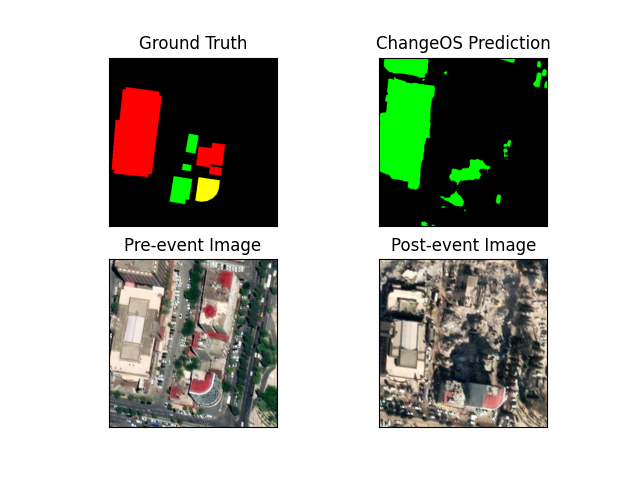 Ground Truth
ChangeOS Prediction
Pre-event Image
Post-event Image